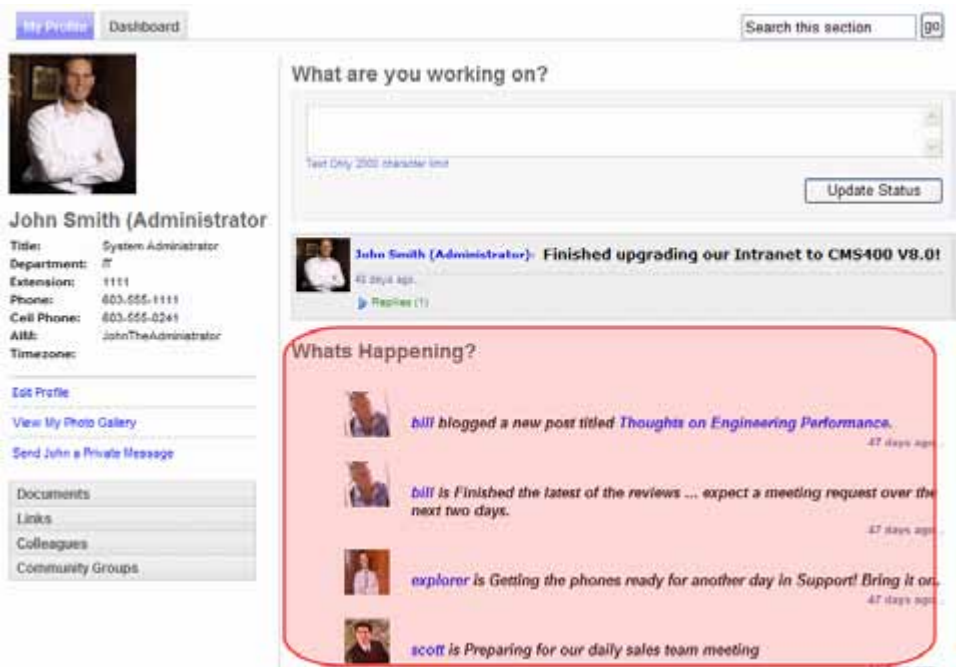 My Profile
Dashboard
Search this section
go
John Smith (Administrator
Title: System Administrator
Department: IT
Extension: 1111
Phone: 603-555-1111
Cell Phone: 603-555-0241
AIM: JohnTheAdministrator
Timezone:
Edit Profile
View My Photo Gallery
Send John a Private Message
Documents
Links
Colleagues
Community Groups
What are you working on?
Text Only 2000 character limit
Update Status
John Smith (Administrator): Finished upgrading our Intranet to CMS400 V8.0!
43 days ago.
Replies (1)
Whats Happening?
bill blogged a new post titled Thoughts on Engineering Performance.
47 days ago.
bill is Finished the latest of the reviews ... expect a meeting request over the
next two days.
47 days ago.
explorer is Getting the phones ready for another day in Support! Bring it on.
47 days ago.
scott is Preparing for our daily sales team meeting